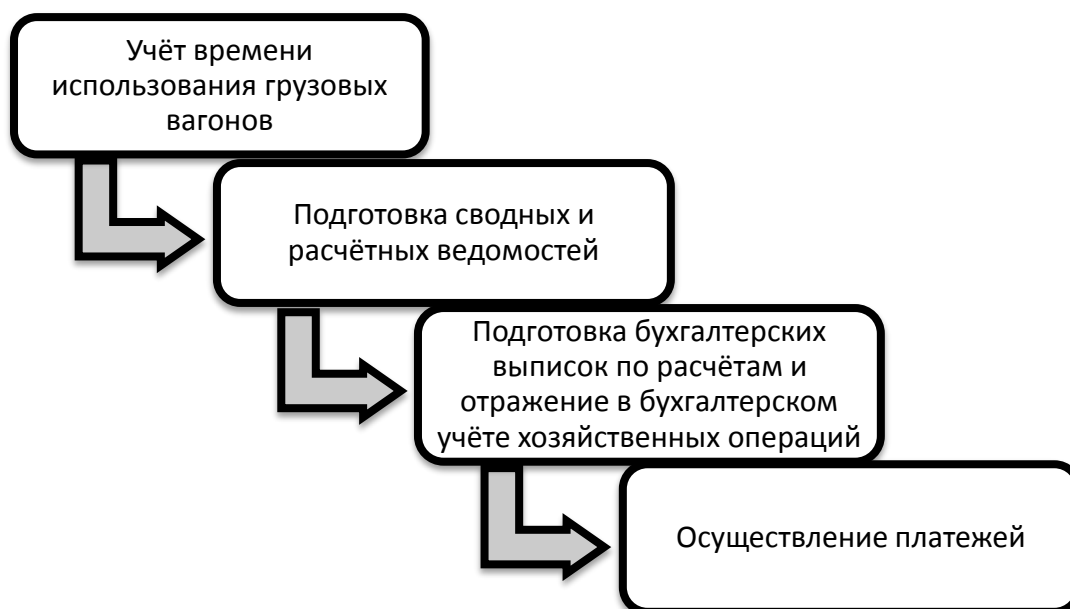 Учёт времени
использования грузовых
вагонов
Подготовка сводных и
расчётных ведомостей
Подготовка бухгалтерских
выписок по расчётам и
отражение в бухгалтерском
учёте хозяйственных операций
Осуществление платежей